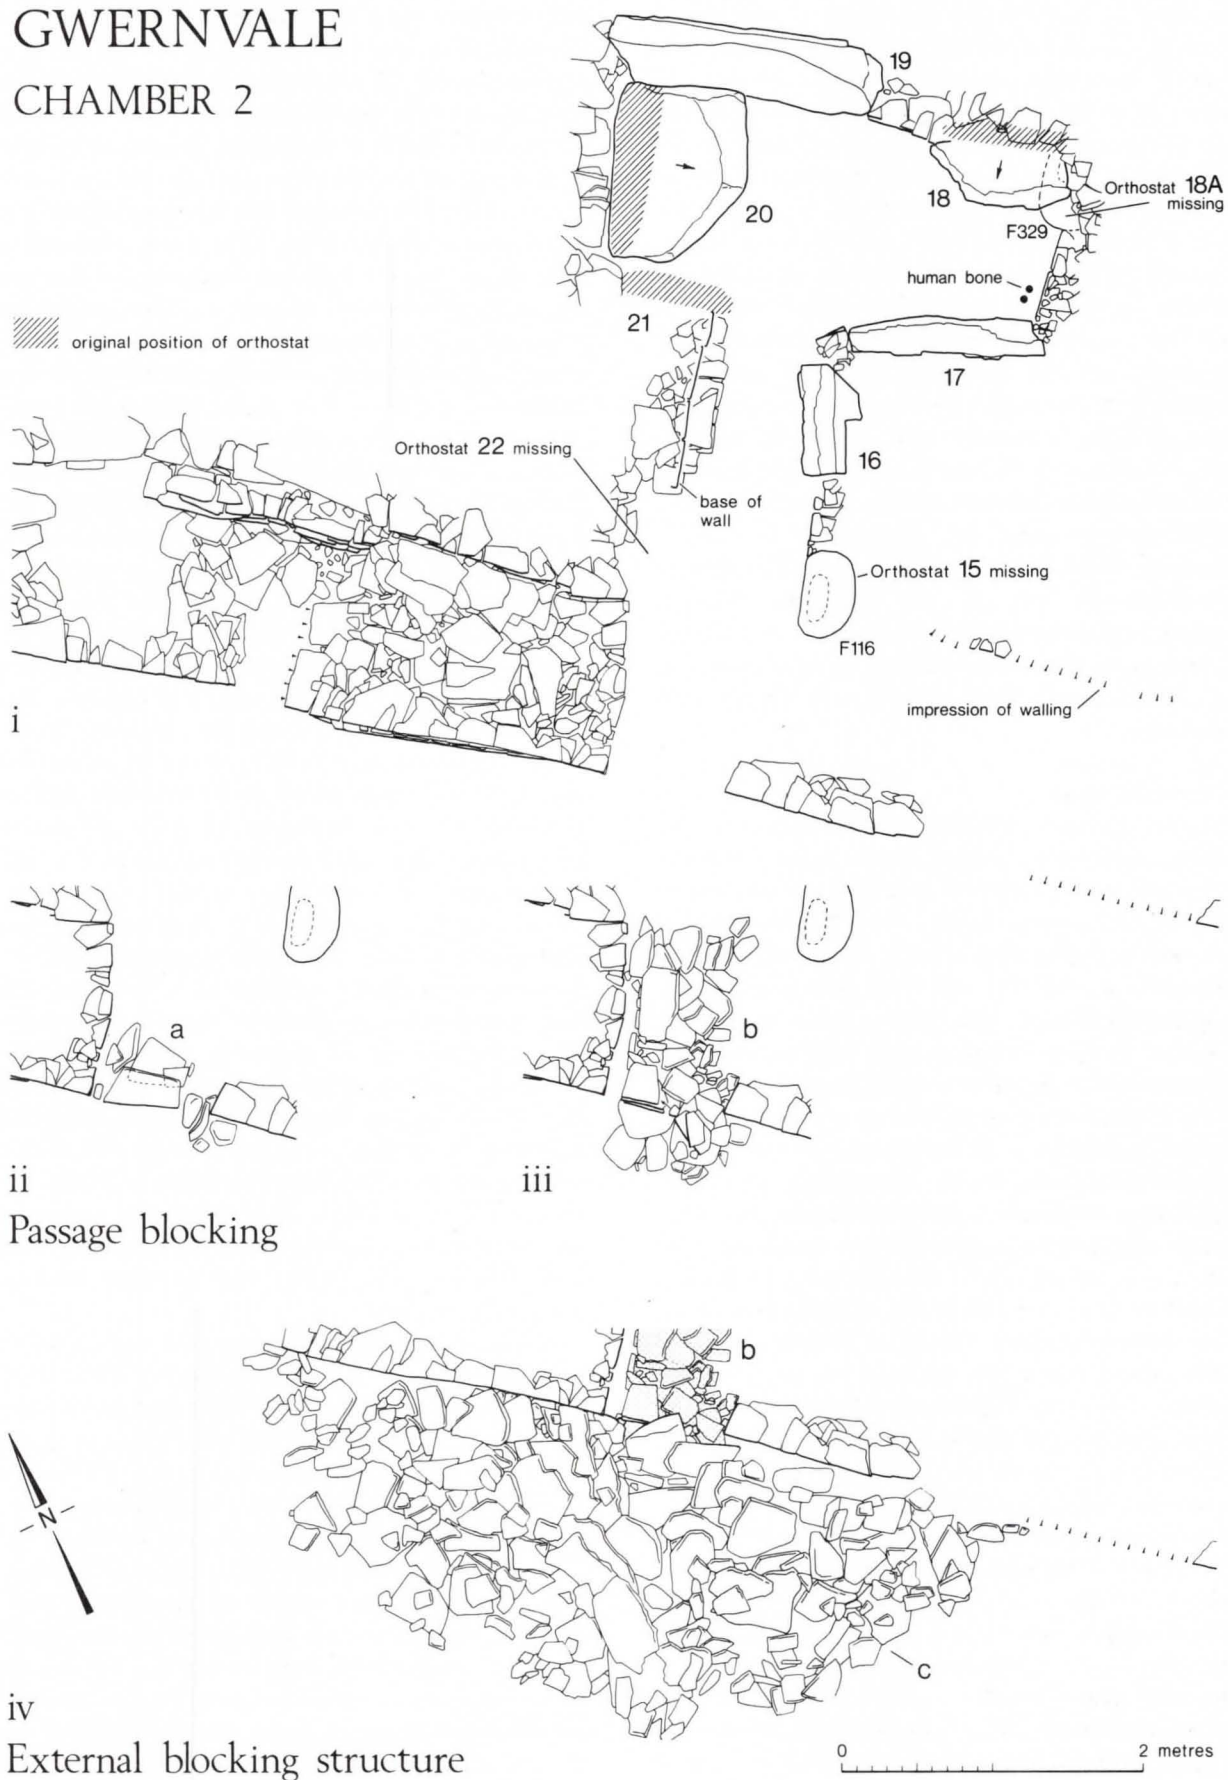 GWERNVALE
CHAMBER 2
19
18
Orthostat 18A
missing
20
F329
human bone
21
original position of orthostat
17
Orthostat 22 missing
16
base of
wall
Orthostat 15 missing
F116
impression of walling
i
a
b
ii
iii
Passage blocking
b
N
c
iv
External blocking structure
0
2 metres